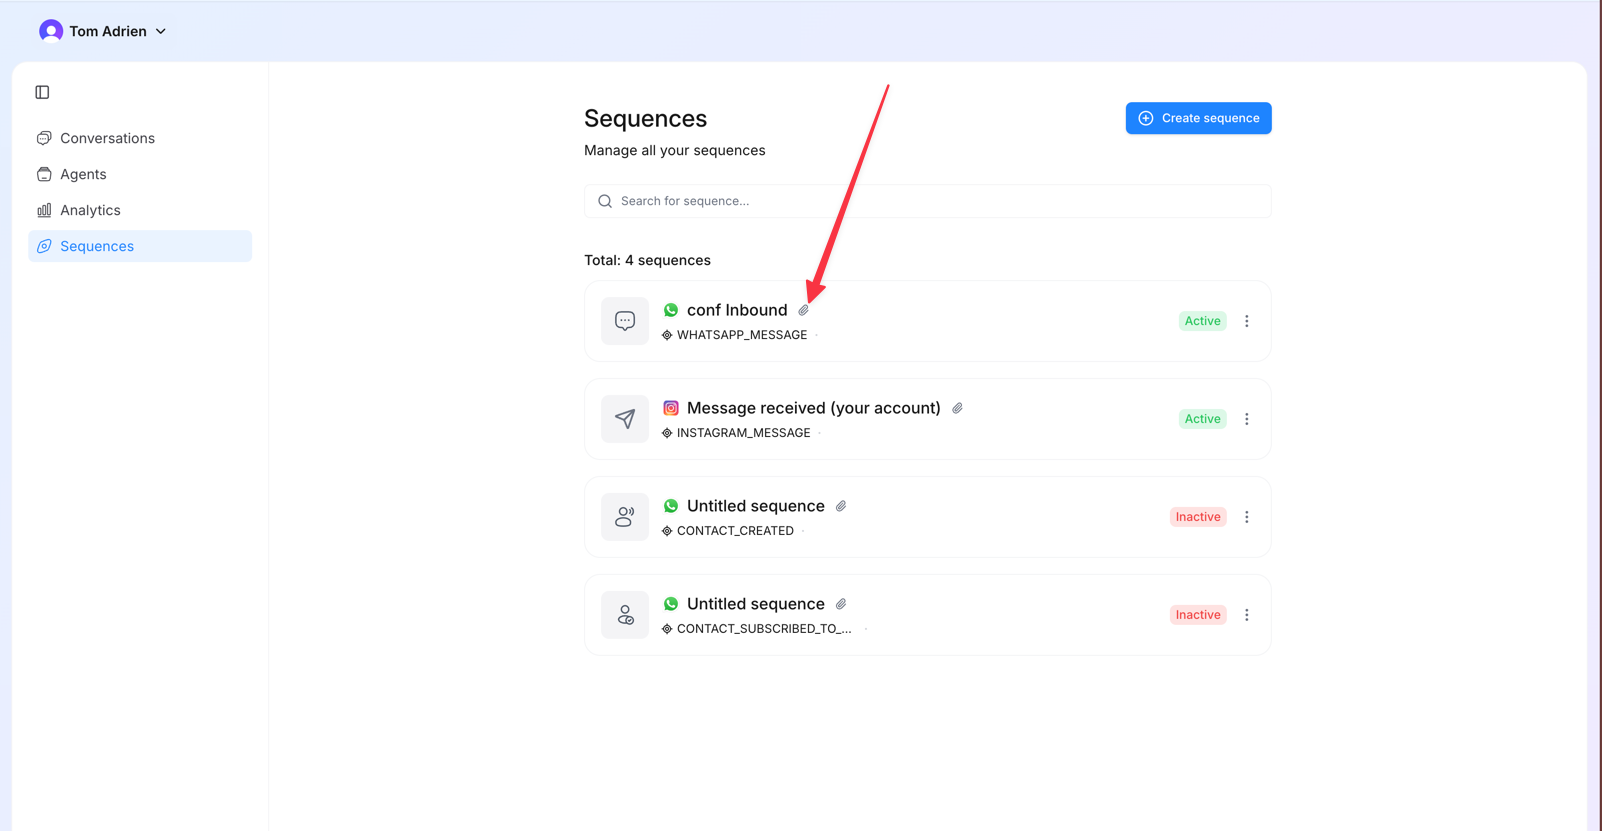 Tom Adrien
Conversations
Agents
Analytics
Sequences
Sequences
Create sequence
Manage all your sequences
Search for sequence...
Total: 4 sequences
conf Inbound
WHATSAPP_MESSAGE
Active
Message received (your account)
INSTAGRAM_MESSAGE
Active
Untitled sequence
CONTACT_CREATED
Inactive
Untitled sequence
CONTACT_SUBSCRIBED_TO_...
Inactive